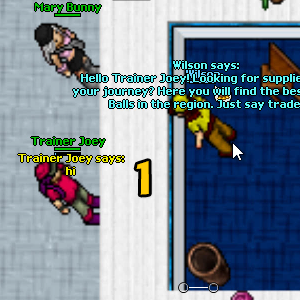 Mary Bunny
Wilson says:
Hello Trainer Joey! Looking for supplie
your journey? Here you will find the bes
Balls in the region. Just say trade
Trainer Joey
Trainer Joey says:
hi
1